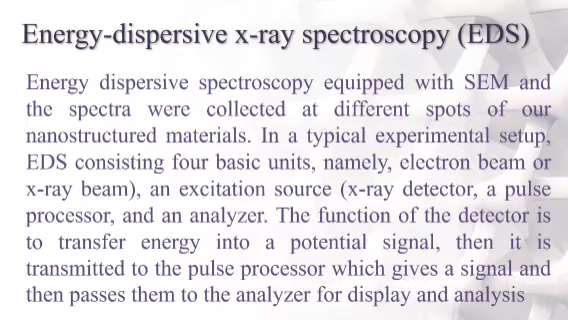 Energy-dispersive x-ray spectroscopy (EDS)
Energy dispersive spectroscopy equipped with SEM and
the spectra were collected at different spots of our
nanostructured materials. In a typical experimental setup,
EDS consisting four basic units, namely, electron beam or
x-ray beam), an excitation source (x-ray detector, a pulse
processor, and an analyzer. The function of the detector is
to transfer energy into a potential signal, then it is
transmitted to the pulse processor which gives a signal and
then passes them to the analyzer for display and analysis